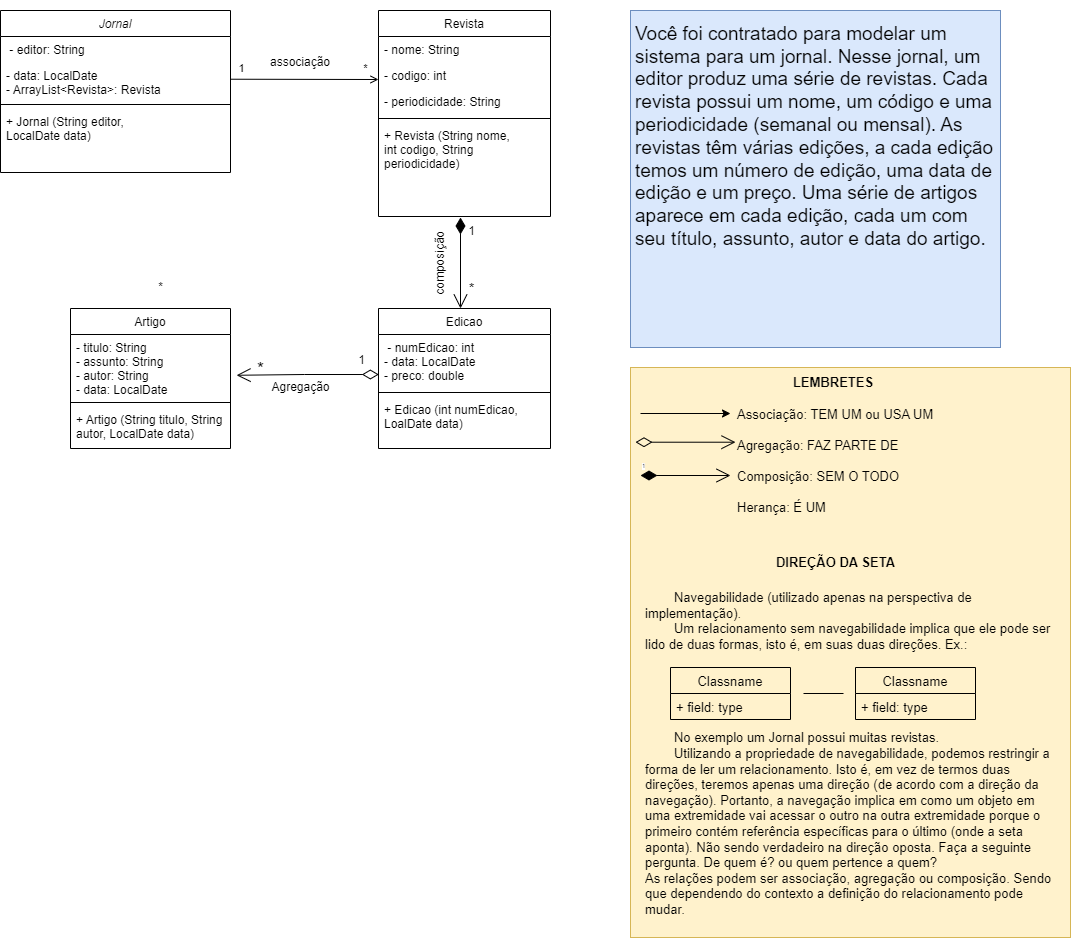 Jornal
- editor: String
- data: LocalDate
- ArrayList<Revista>: Revista
+ Jornal (String editor,
LocalDate data)
associação
1
*
Revista
- nome: String
- codigo: int
- periodicidade: String
+ Revista (String nome,
int codigo, String
periodicidade)
1
composição
*
*
Artigo
- titulo: String
- assunto: String
- autor: String
- data: LocalDate
+ Artigo (String titulo, String
autor, LocalDate data)
*
1
Agregação
Edicao
- numEdicao: int
- data: LocalDate
- preco: double
+ Edicao (int numEdicao,
LoalDate data)
Você foi contratado para modelar um
sistema para um jornal. Nesse jornal, um
editor produz uma série de revistas. Cada
revista possui um nome, um código e uma
periodicidade (semanal ou mensal). As
revistas têm várias edições, a cada edição
temos um número de edição, uma data de
edição e um preço. Uma série de artigos
aparece em cada edição, cada um com
seu título, assunto, autor e data do artigo.
LEMBRETES
Associação: TEM UM ou USA UM
Agregação: FAZ PARTE DE
1
Composição: SEM O TODO
Herança: É UM
DIREÇÃO DA SETA
Navegabilidade (utilizado apenas na perspectiva de
implementação).
Um relacionamento sem navegabilidade implica que ele pode ser
lido de duas formas, isto é, em suas duas direções. Ex.:
Classname
+ field: type
Classname
+ field: type
No exemplo um Jornal possui muitas revistas.
Utilizando a propriedade de navegabilidade, podemos restringir a
forma de ler um relacionamento. Isto é, em vez de termos duas
direções, teremos apenas uma direção (de acordo com a direção da
navegação). Portanto, a navegação implica em como um objeto em
uma extremidade vai acessar o outro na outra extremidade porque o
primeiro contém referência específicas para o último (onde a seta
aponta). Não sendo verdadeiro na direção oposta. Faça a seguinte
pergunta. De quem é? ou quem pertence a quem?
As relações podem ser associação, agregação ou composição. Sendo
que dependendo do contexto a definição do relacionamento pode
mudar.